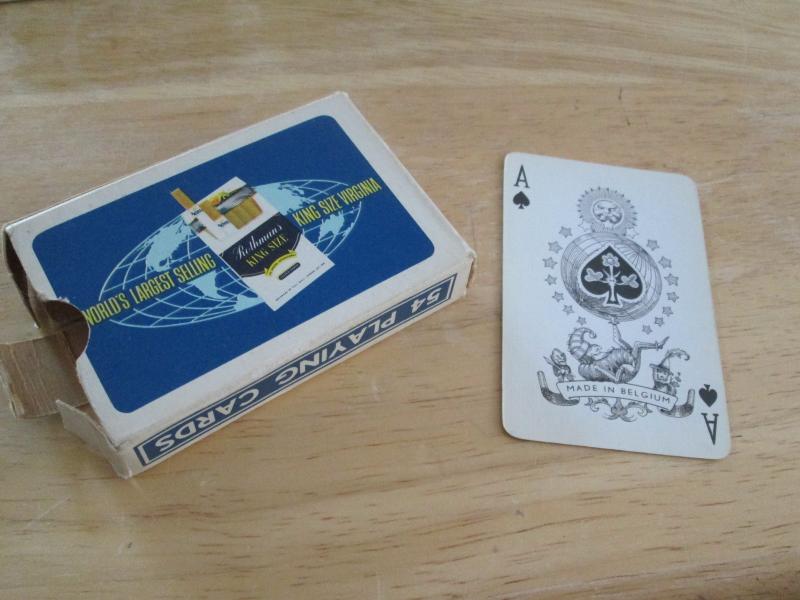 WORLD'S LARGEST SELLING
KING SIZE VIRGINIA
Rothmans
KING SIZE
54 PLAYING CARDS
A
MADE IN BELGIUM
A